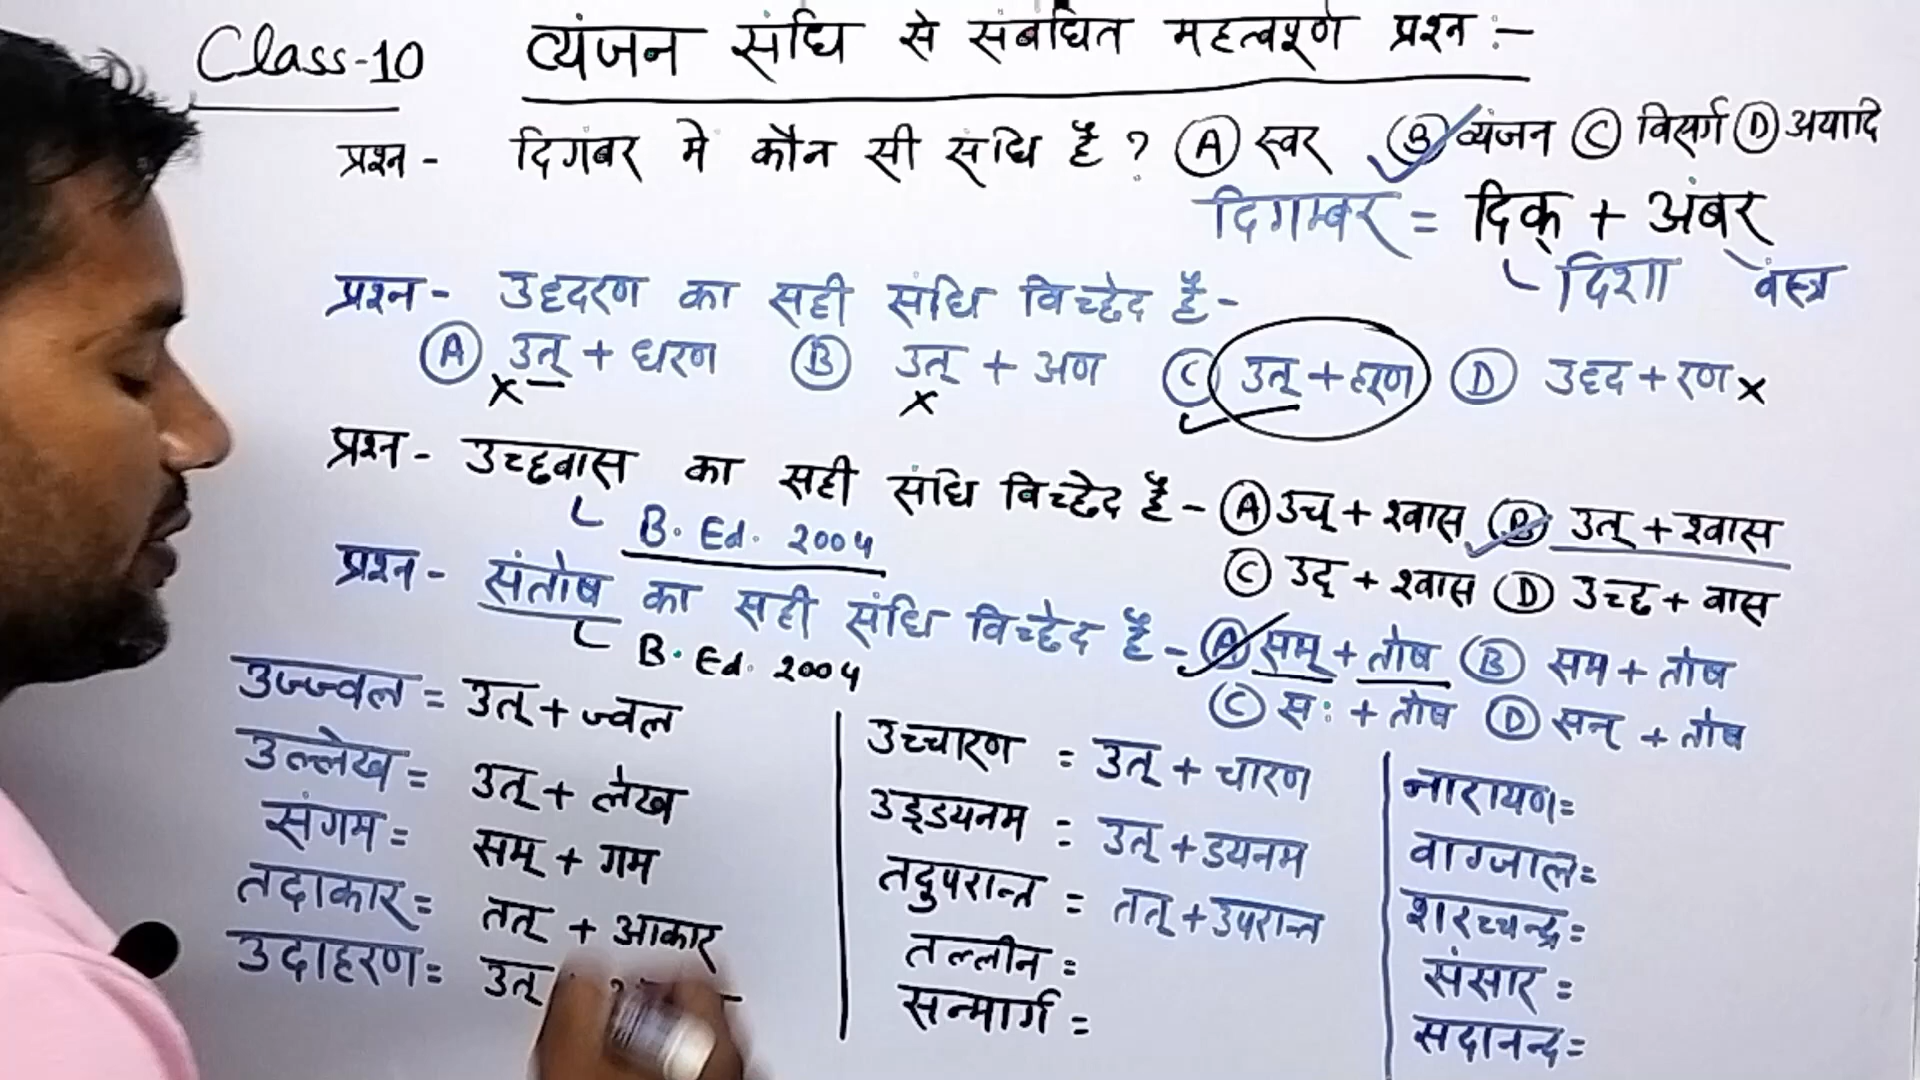 Class-10
व्यंजन संधि से संबंधित महत्वपूर्ण प्रश्न :-
प्रश्न - दिगंबर मे कौन सी संधि है ? (A) स्वर (B) व्यंजन (C) विसर्ग (D) अयादि
दिगम्बर = दिक् + अंबर
दिशा वस्त्र
प्रश्न - उद्दरण का सही संधि विच्छेद है -
(A) उत् + धरण (B) उत् + अण (C) उत् + हरण (D) उद्द + रण
प्रश्न - उच्छवास का सही संधि विच्छेद है - (A) उच् + श्वास (B) उत् + श्वास
B. Ed. 2004
(C) उद् + श्वास (D) उच्छ + वास
प्रश्न - संतोष का सही संधि विच्छेद है - (A) सम् + तोष (B) सम + तोष
B. Ed. 2004
(C) स: + तोष (D) सन् + तोष
उज्ज्वल = उत् + ज्वल
उल्लेख = उत् + लेख
संगम = सम् + गम
तदाकार = तत् + आकार
उदाहरण = उत्
उच्चारण = उत् + चारण
उड्डयनम = उत् + डयनम
तदुपरान्त = तत् + उपरान्त
तल्लीन =
सन्मार्ग =
नारायण =
वाग्जाल =
शरच्चन्द्र =
संसार =
सदानन्द =